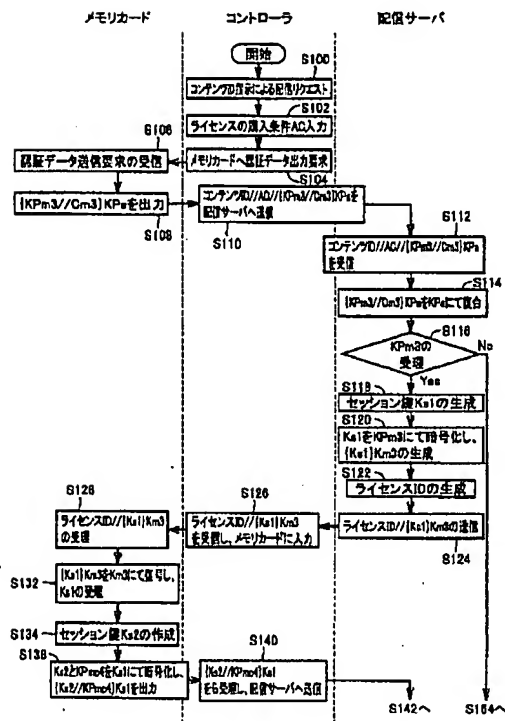 メモリカード
コントローラ
配信サーバ
開始
S100
コンテンツID指示による配信リクエスト
S102
ライセンスの購入条件AC入力
S106
認証データ送信要求の受信
メモリカードへ認証データ出力要求
S104
{KPm3//Cm3}KPaを出力
S108
コンテンツID//AC//{KPm3//Cm3}KPaを
配信サーバへ送信
S110
S112
コンテンツID//AC//{KPm3//Cm3}KPa
を受信
S114
{KPm3//Cm3}KPaをKPaにて復合
S116
KPm3の
受理
No
Yes
S118
セッション鍵Ks1の生成
S120
Ks1をKPm3にて暗号化し、
{Ks1}Km3の生成
S122
ライセンスIDの生成
S128
S126
ライセンスID//{Ks1}Km3
の受理
ライセンスID//{Ks1}Km3
を受理し、メモリカードに入力
ライセンスID//{Ks1}Km3の送信
S124
S132
{Ks1}Km3をKm3にて復号し、
Ks1の受理
S134
セッション鍵Ks2の作成
S138
Ks2とKPmc4をKs1にて暗号化し、
{Ks2//KPmc4}Ks1を出力
S140
{Ks2//KPmc4}Ks1
を受理し、配信サーバへ送信
S142へ
S164へ